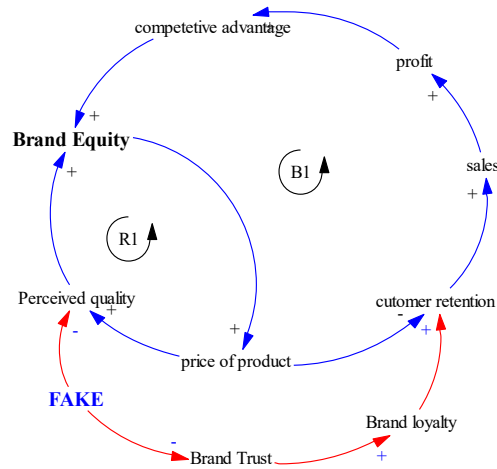 competetive advantage
+
profit
+
+
Brand Equity
+
B1
sales
+
R1
Perceived quality
+
-
cutomer retention
-
+
+
price of product
-
FAKE
Brand loyalty
+
-
Brand Trust